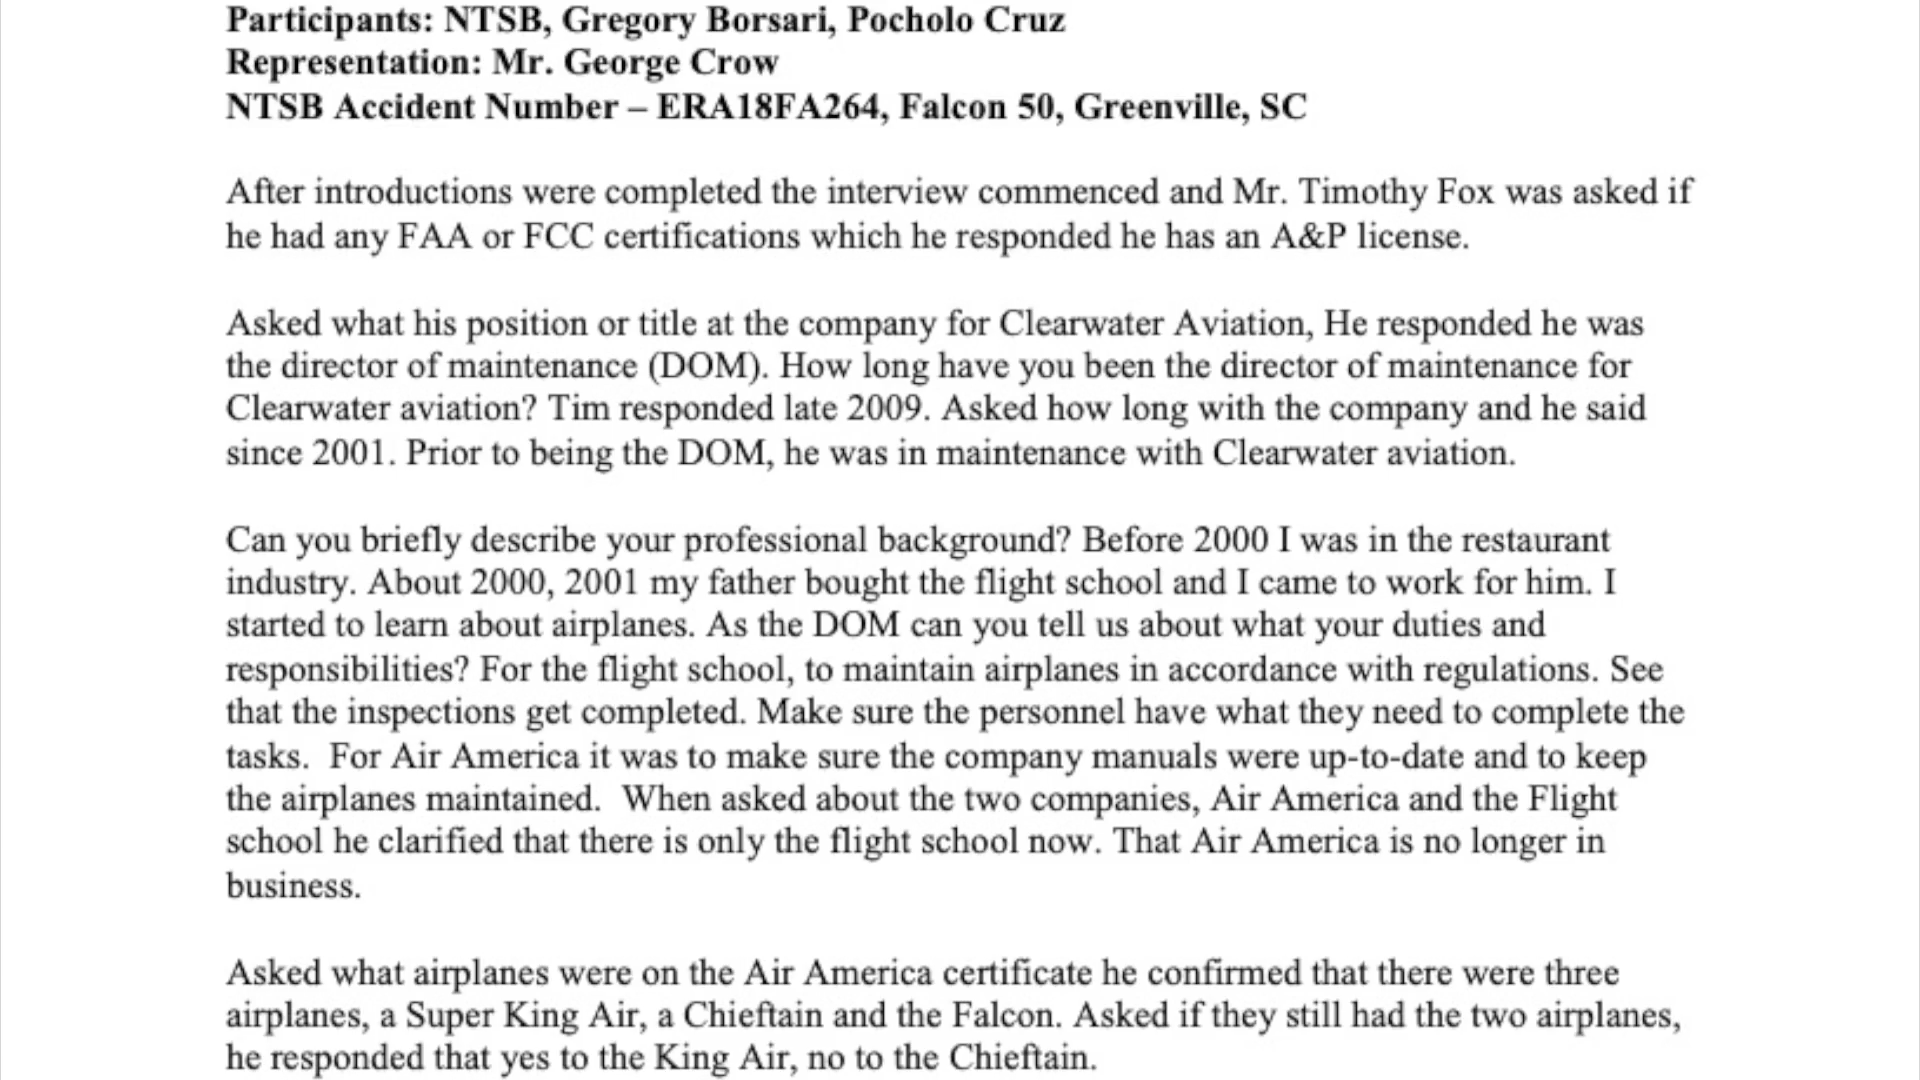 Participants: NTSB, Gregory Borsari, Pocholo Cruz
Representation: Mr. George Crow
NTSB Accident Number – ERA18FA264, Falcon 50, Greenville, SC
After introductions were completed the interview commenced and Mr. Timothy Fox was asked if
he had any FAA or FCC certifications which he responded he has an A&P license.
Asked what his position or title at the company for Clearwater Aviation, He responded he was
the director of maintenance (DOM). How long have you been the director of maintenance for
Clearwater aviation? Tim responded late 2009. Asked how long with the company and he said
since 2001. Prior to being the DOM, he was in maintenance with Clearwater aviation.
Can you briefly describe your professional background? Before 2000 I was in the restaurant
industry. About 2000, 2001 my father bought the flight school and I came to work for him. I
started to learn about airplanes. As the DOM can you tell us about what your duties and
responsibilities? For the flight school, to maintain airplanes in accordance with regulations. See
that the inspections get completed. Make sure the personnel have what they need to complete the
tasks.  For Air America it was to make sure the company manuals were up-to-date and to keep
the airplanes maintained.  When asked about the two companies, Air America and the Flight
school he clarified that there is only the flight school now. That Air America is no longer in
business.
Asked what airplanes were on the Air America certificate he confirmed that there were three
airplanes, a Super King Air, a Chieftain and the Falcon. Asked if they still had the two airplanes,
he responded that yes to the King Air, no to the Chieftain.